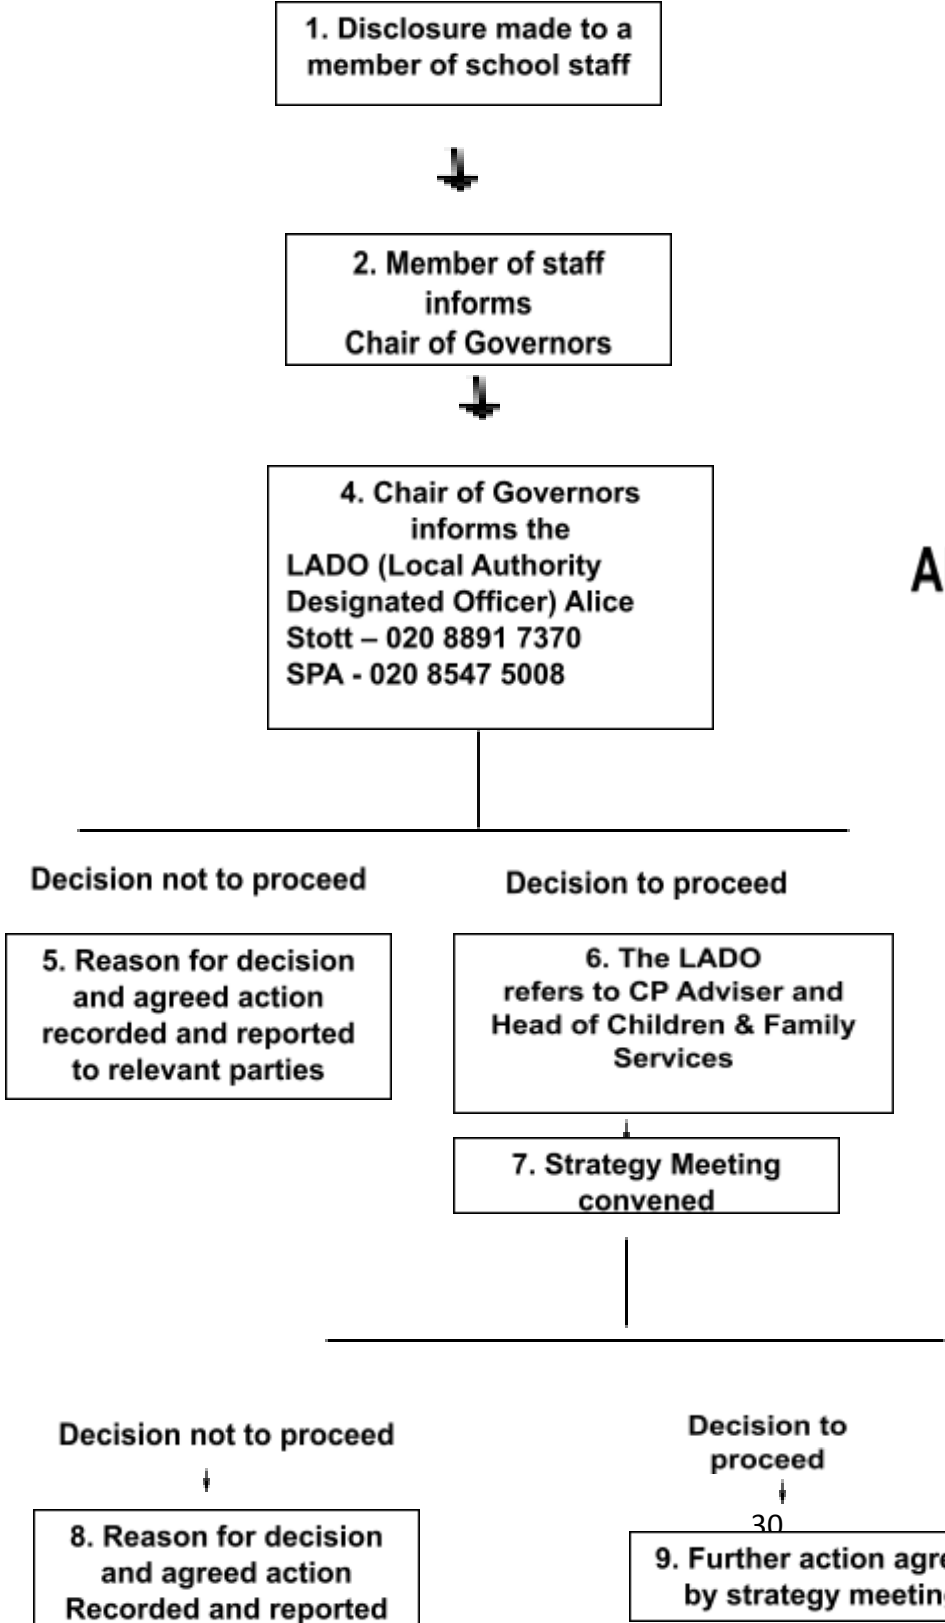 1. Disclosure made to a
member of school staff
2. Member of staff
informs
Chair of Governors
4. Chair of Governors
informs the
LADO (Local Authority
Designated Officer) Alice
Stott – 020 8891 7370
SPA - 020 8547 5008
Decision not to proceed
Decision to proceed
5. Reason for decision
and agreed action
recorded and reported
to relevant parties
6. The LADO
refers to CP Adviser and
Head of Children & Family
Services
7. Strategy Meeting
convened
Decision not to proceed
Decision to
proceed
8. Reason for decision
and agreed action
Recorded and reported
30
9. Further action
by strategy